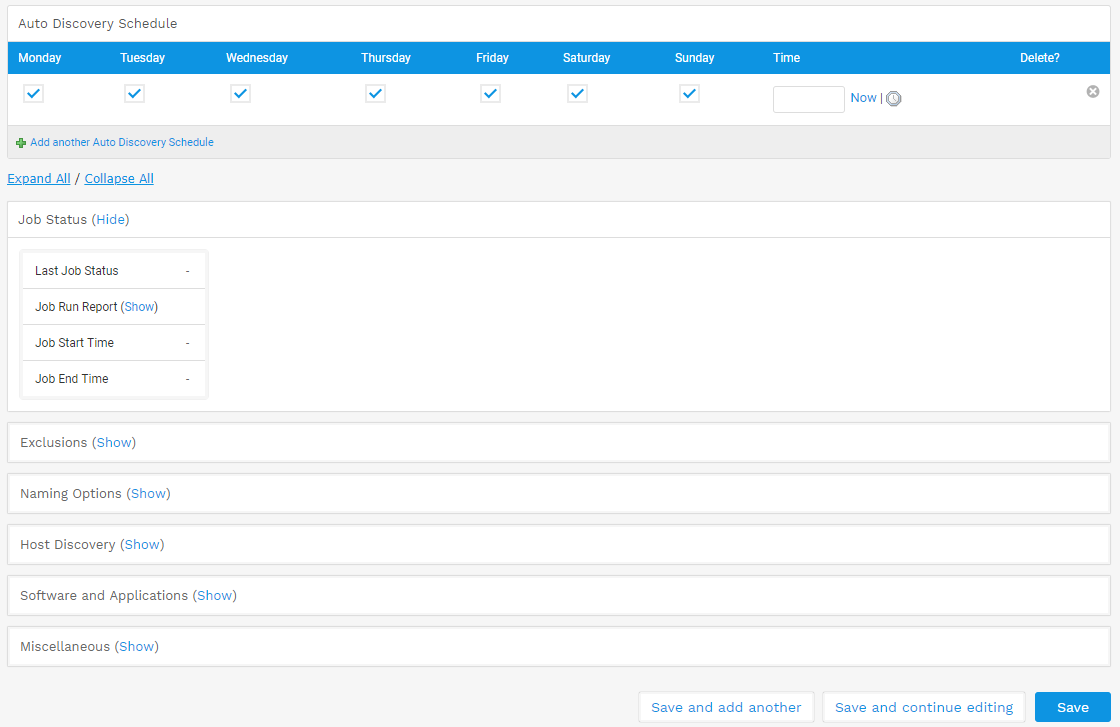 Auto Discovery Schedule
Monday Tuesday Wednesday Thursday Friday Saturday Sunday Time Delete?
Now |
Add another Auto Discovery Schedule
Expand All / Collapse All
Job Status (Hide)
Last Job Status -
Job Run Report (Show)
Job Start Time -
Job End Time -
Exclusions (Show)
Naming Options (Show)
Host Discovery (Show)
Software and Applications (Show)
Miscellaneous (Show)
Save and add another Save and continue editing Save